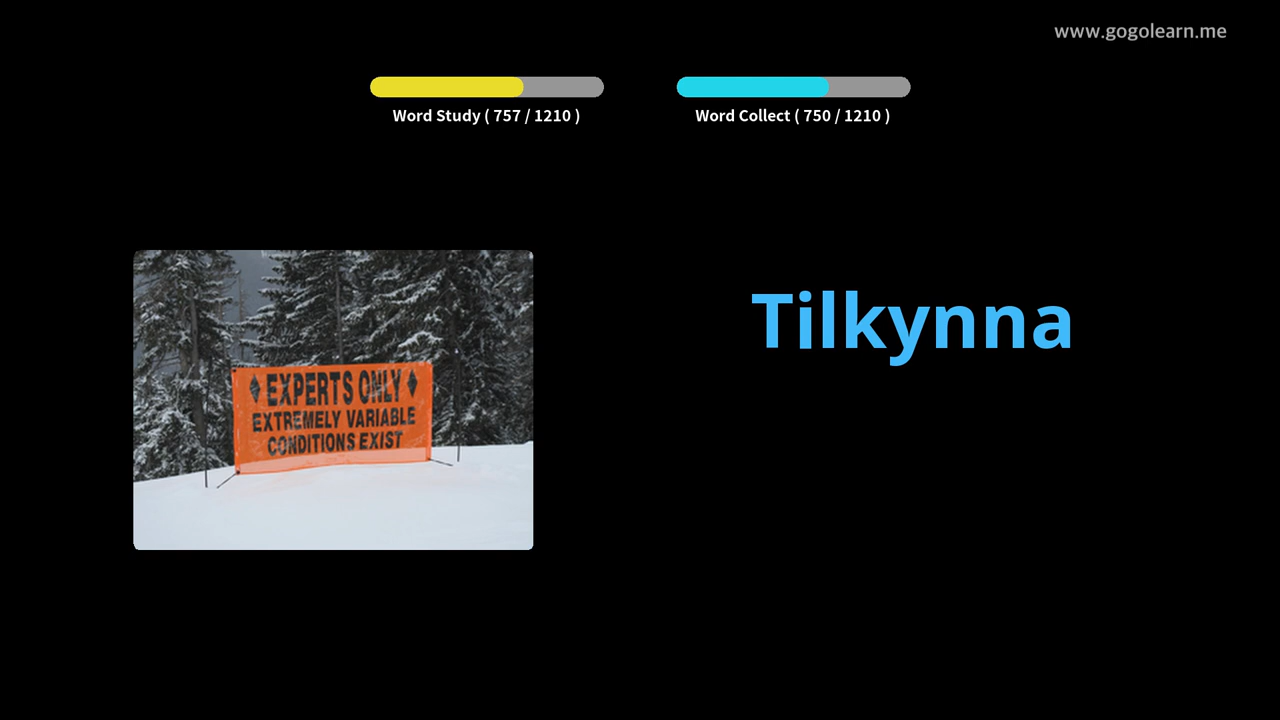 www.gogolearn.me
Word Study ( 757 / 1210 )
Word Collect ( 750 / 1210 )
EXPERTS ONLY
EXTREMELY VARIABLE
CONDITIONS EXIST
Tilkynna